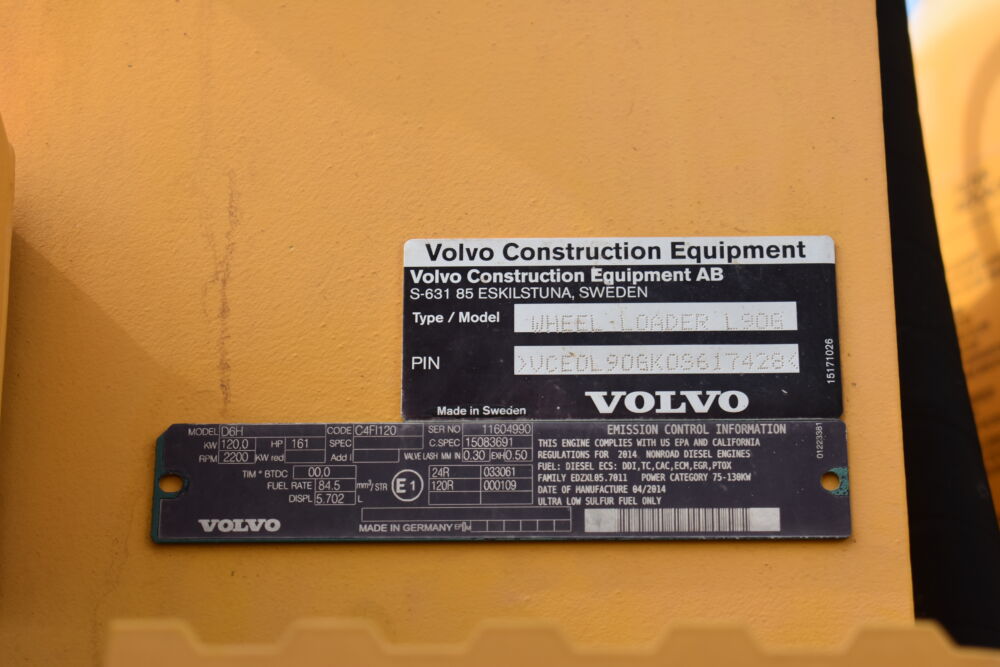 Volvo Construction Equipment
Volvo Construction Equipment AB
S-631 85 ESKILSTUNA, SWEDEN
Type / Model WHEEL LOADER L90G
PIN >VCE0L90GK0S617428<
15171026
Made in Sweden VOLVO
MODEL D6H CODE C4FI120 SER NO 11604990
KW 120.0 HP 161 SPEC C.SPEC 15083691
RPM 2200 KW red Add I VALVE LASH MM IN 0.30 EXH 0.50
TIM ° BTDC 00.0 24R 033061
FUEL RATE 84.5 mm³/STR E1 120R 000109
DISPL 5.702 L
VOLVO MADE IN GERMANY
EMISSION CONTROL INFORMATION
THIS ENGINE COMPLIES WITH US EPA AND CALIFORNIA
REGULATIONS FOR 2014 NONROAD DIESEL ENGINES
FUEL: DIESEL ECS: DDI,TC,CAC,ECM,EGR,PTOX
FAMILY EDZXL05.7011 POWER CATEGORY 75-130KW
DATE OF MANUFACTURE 04/2014
ULTRA LOW SULFUR FUEL ONLY
01223381